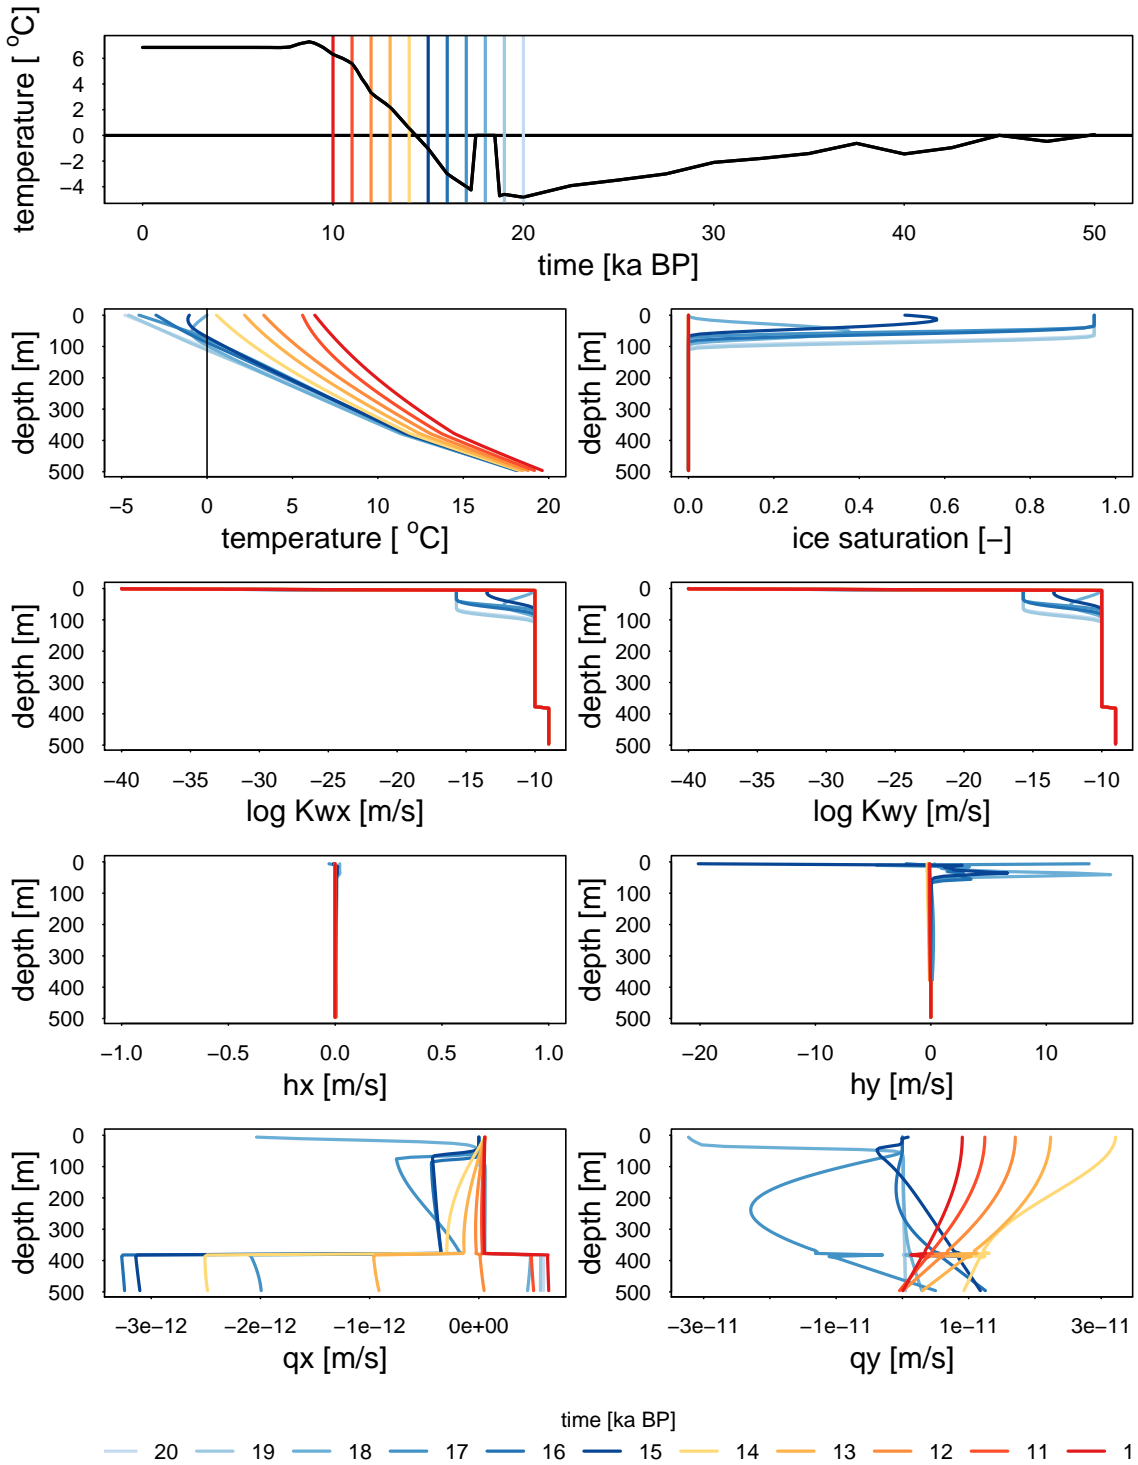 temperature [ °C]
6
4
2
0
−2
−4
0 10 20 30 40 50
time [ka BP]
depth [m]
0
100
200
300
400
500
−5 0 5 10 15 20
temperature [ °C]
depth [m]
0
100
200
300
400
500
0.0 0.2 0.4 0.6 0.8 1.0
ice saturation [−]
depth [m]
0
100
200
300
400
500
−40 −35 −30 −25 −20 −15 −10
log Kwx [m/s]
depth [m]
0
100
200
300
400
500
−40 −35 −30 −25 −20 −15 −10
log Kwy [m/s]
depth [m]
0
100
200
300
400
500
−1.0 −0.5 0.0 0.5 1.0
hx [m/s]
depth [m]
0
100
200
300
400
500
−20 −10 0 10
hy [m/s]
depth [m]
0
100
200
300
400
500
−3e−12 −2e−12 −1e−12 0e+00
qx [m/s]
depth [m]
0
100
200
300
400
500
−3e−11 −1e−11 1e−11 3e−11
qy [m/s]
time [ka BP]
20 19 18 17 16 15 14 13 12 11 1